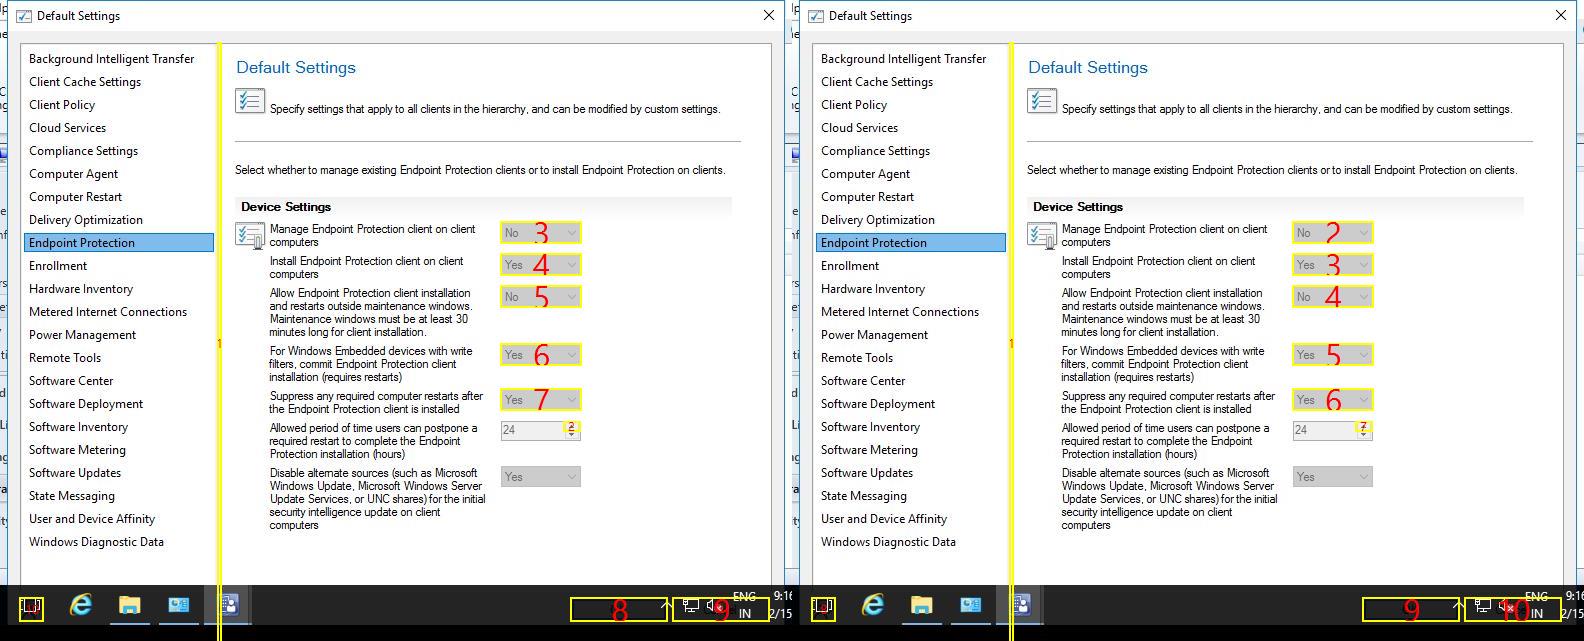 Default Settings
Background Intelligent Transfer
Client Cache Settings
Client Policy
Cloud Services
Compliance Settings
Computer Agent
Computer Restart
Delivery Optimization
Endpoint Protection
Enrollment
Hardware Inventory
Metered Internet Connections
Power Management
Remote Tools
Software Center
Software Deployment
Software Inventory
Software Metering
Software Updates
State Messaging
User and Device Affinity
Windows Diagnostic Data
1
Default Settings
Specify settings that apply to all clients in the hierarchy, and can be modified by custom settings.
Select whether to manage existing Endpoint Protection clients or to install Endpoint Protection on clients.
Device Settings
Manage Endpoint Protection client on client
computers
No 3
Install Endpoint Protection client on client
computers
Yes 4
Allow Endpoint Protection client installation
and restarts outside maintenance windows.
Maintenance windows must be at least 30
minutes long for client installation.
No 5
For Windows Embedded devices with write
filters, commit Endpoint Protection client
installation (requires restarts)
Yes 6
Suppress any required computer restarts after
the Endpoint Protection client is installed
Yes 7
Allowed period of time users can postpone a
required restart to complete the Endpoint
Protection installation (hours)
24 2
Disable alternate sources (such as Microsoft
Windows Update, Microsoft Windows Server
Update Services, or UNC shares) for the initial
security intelligence update on client
computers
Yes
8
9
ENG
IN
9:16
2/15
Default Settings
Background Intelligent Transfer
Client Cache Settings
Client Policy
Cloud Services
Compliance Settings
Computer Agent
Computer Restart
Delivery Optimization
Endpoint Protection
Enrollment
Hardware Inventory
Metered Internet Connections
Power Management
Remote Tools
Software Center
Software Deployment
Software Inventory
Software Metering
Software Updates
State Messaging
User and Device Affinity
Windows Diagnostic Data
1
Default Settings
Specify settings that apply to all clients in the hierarchy, and can be modified by custom settings.
Select whether to manage existing Endpoint Protection clients or to install Endpoint Protection on clients.
Device Settings
Manage Endpoint Protection client on client
computers
No 2
Install Endpoint Protection client on client
computers
Yes 3
Allow Endpoint Protection client installation
and restarts outside maintenance windows.
Maintenance windows must be at least 30
minutes long for client installation.
No 4
For Windows Embedded devices with write
filters, commit Endpoint Protection client
installation (requires restarts)
Yes 5
Suppress any required computer restarts after
the Endpoint Protection client is installed
Yes 6
Allowed period of time users can postpone a
required restart to complete the Endpoint
Protection installation (hours)
24 7
Disable alternate sources (such as Microsoft
Windows Update, Microsoft Windows Server
Update Services, or UNC shares) for the initial
security intelligence update on client
computers
Yes
9
10
ENG
IN
9:16
2/15